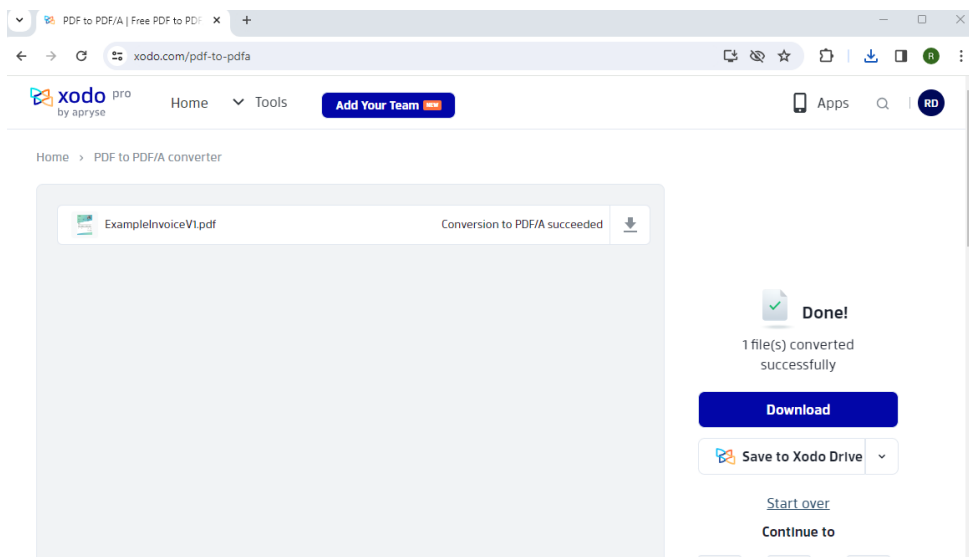 PDF to PDF/A | Free PDF to PDF
xodo.com/pdf-to-pdfa
R
xodo pro
by apryse
Home
Tools
Add Your Team NEW
Apps
RD
Home > PDF to PDF/A converter
ExampleInvoiceV1.pdf
Conversion to PDF/A succeeded
Done!
1 file(s) converted
successfully
Download
Save to Xodo Drive
Start over
Continue to